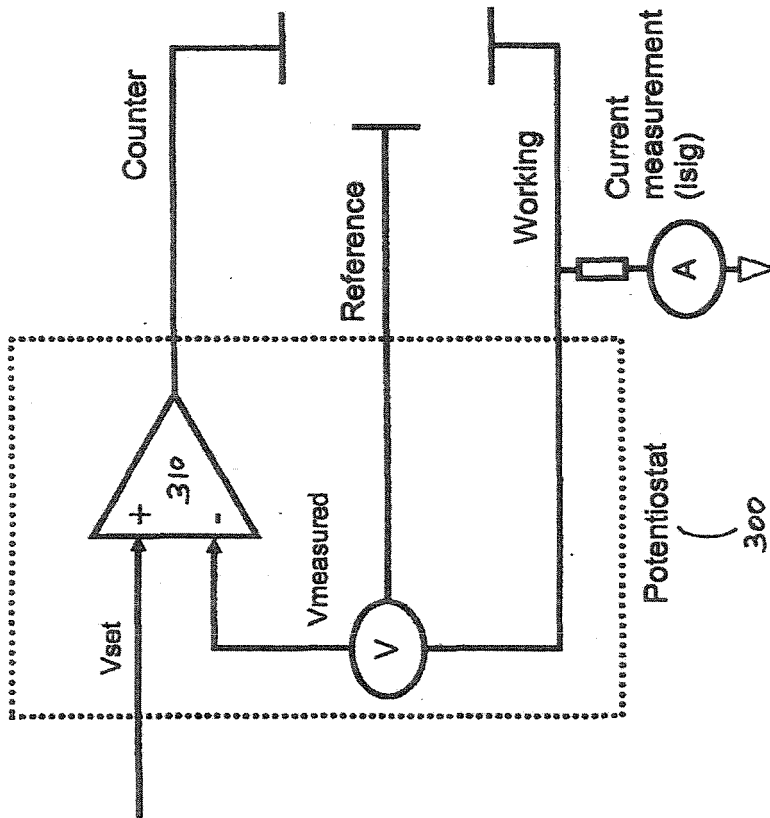 Counter
Vset
+
310
-
Vmeasured
Reference
V
Working
Current
measurement
(Isig)
A
Potentiostat
300